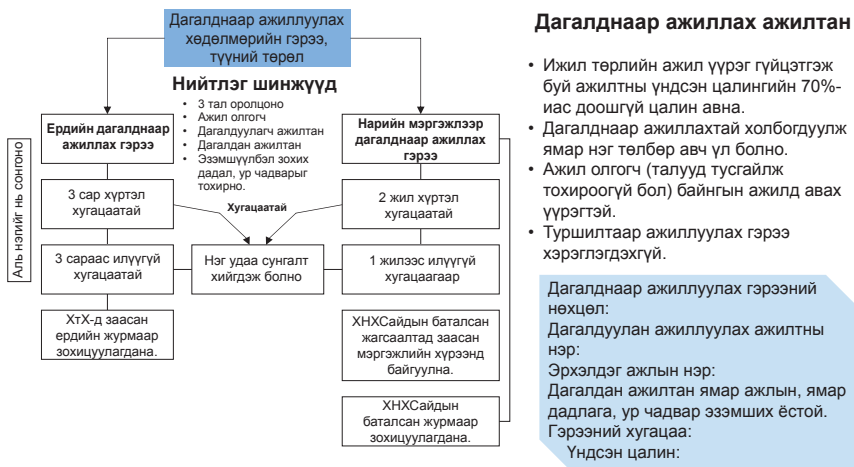 Дагалднаар ажиллуулах
хөдөлмөрийн гэрээ,
түүний төрөл
Нийтлэг шинжүүд
• 3 тал оролцоно
• Ажил олгогч
• Дагалдуулагч ажилтан
• Дагалдан ажилтан
• Эзэмшүүлбэл зохих
дадал, ур чадварыг
тохирно.
Аль нэгийг нь сонгоно
Ердийн дагалднаар
ажиллах гэрээ
3 сар хүртэл
хугацаатай
3 сараас илүүгүй
хугацаатай
ХтХ-д заасан
ердийн журмаар
зохицуулагдана.
Хугацаатай
Нэг удаа сунгалт
хийгдэж болно
Нарийн мэргэжлээр
дагалднаар ажиллах
гэрээ
2 жил хүртэл
хугацаатай
1 жилээс илүүгүй
хугацаагаар
ХНХСайдын баталсан
жагсаалтад заасан
мэргэжлийн хүрээнд
байгуулна.
ХНХСайдын
баталсан журмаар
зохицуулагдана.
Дагалднаар ажиллах ажилтан
• Ижил төрлийн ажил үүрэг гүйцэтгэж
буй ажилтны үндсэн цалингийн 70%-
иас доошгүй цалин авна.
• Дагалднаар ажиллахтай холбогдуулж
ямар нэг төлбөр авч үл болно.
• Ажил олгогч (талууд тусгайлж
тохироогүй бол) байнгын ажилд авах
үүрэгтэй.
• Туршилтаар ажиллуулах гэрээ
хэрэглэгдэхгүй.
Дагалднаар ажиллуулах гэрээний
нөхцөл:
Дагалдуулан ажиллуулах ажилтны
нэр:
Эрхэлдэг ажлын нэр:
Дагалдан ажилтан ямар ажлын, ямар
дадлага, ур чадвар эзэмших ёстой.
Гэрээний хугацаа:
Үндсэн цалин: